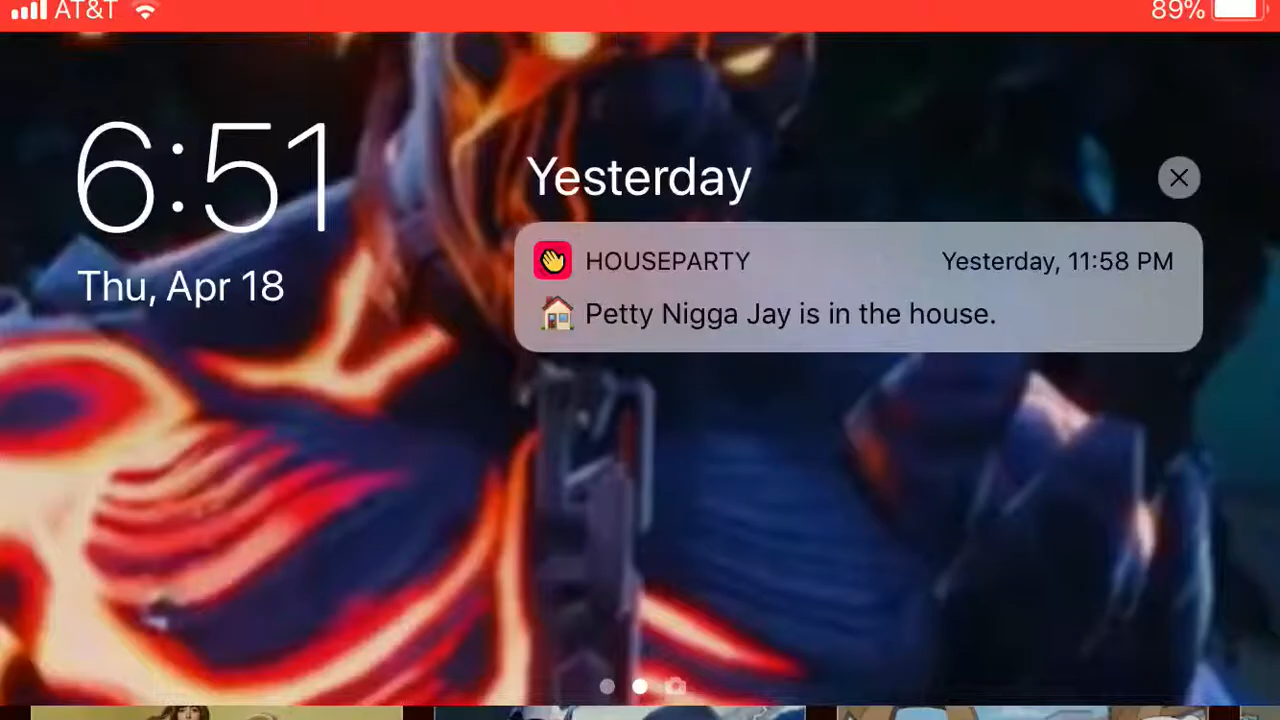 AT&T
89%
6:51
Thu, Apr 18
Yesterday
HOUSEPARTY
Yesterday, 11:58 PM
Petty Nigga Jay is in the house.